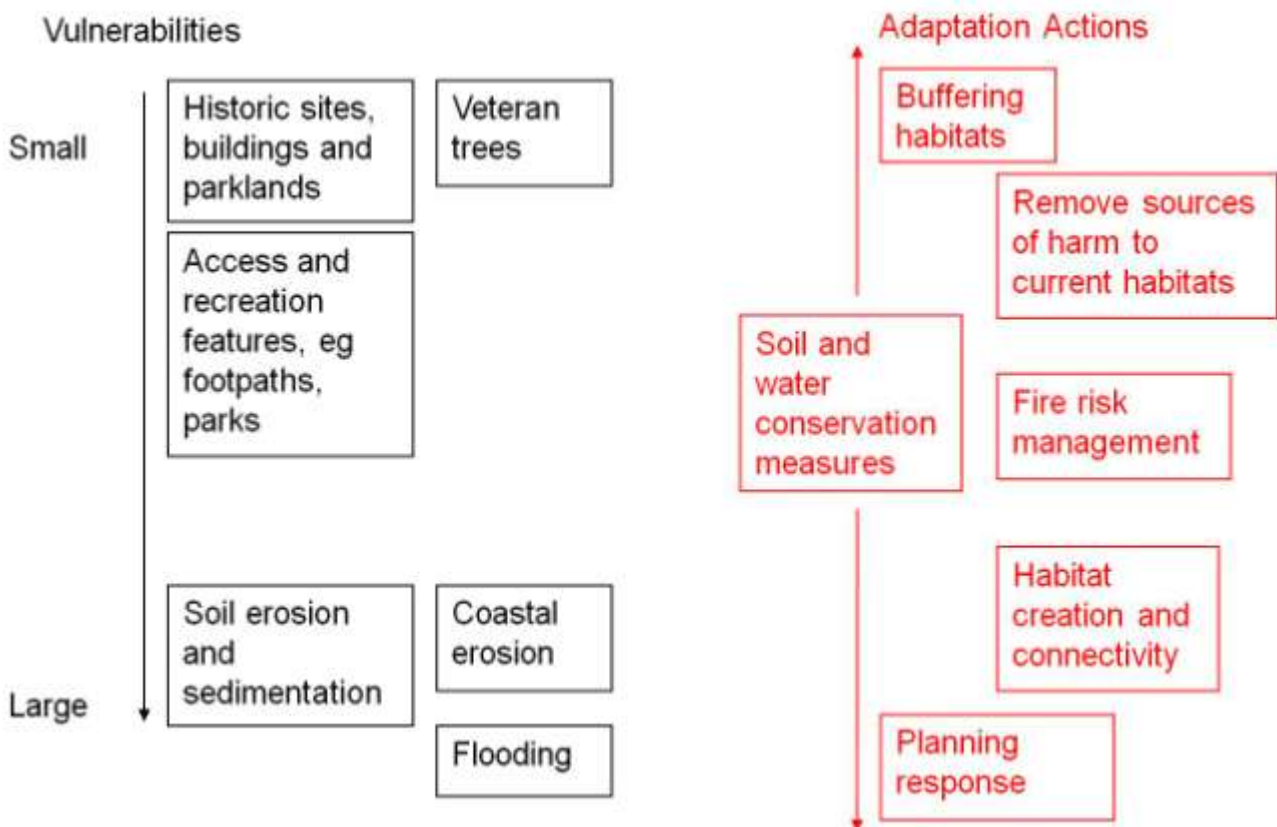 Vulnerabilities
Small
Historic sites,
buildings and
parklands
Veteran
trees
Access and
recreation
features, eg
footpaths,
parks
Soil erosion
and
sedimentation
Coastal
erosion
Large
Flooding
Adaptation Actions
Buffering
habitats
Remove sources
of harm to
current habitats
Soil and
water
conservation
measures
Fire risk
management
Habitat
creation and
connectivity
Planning
response